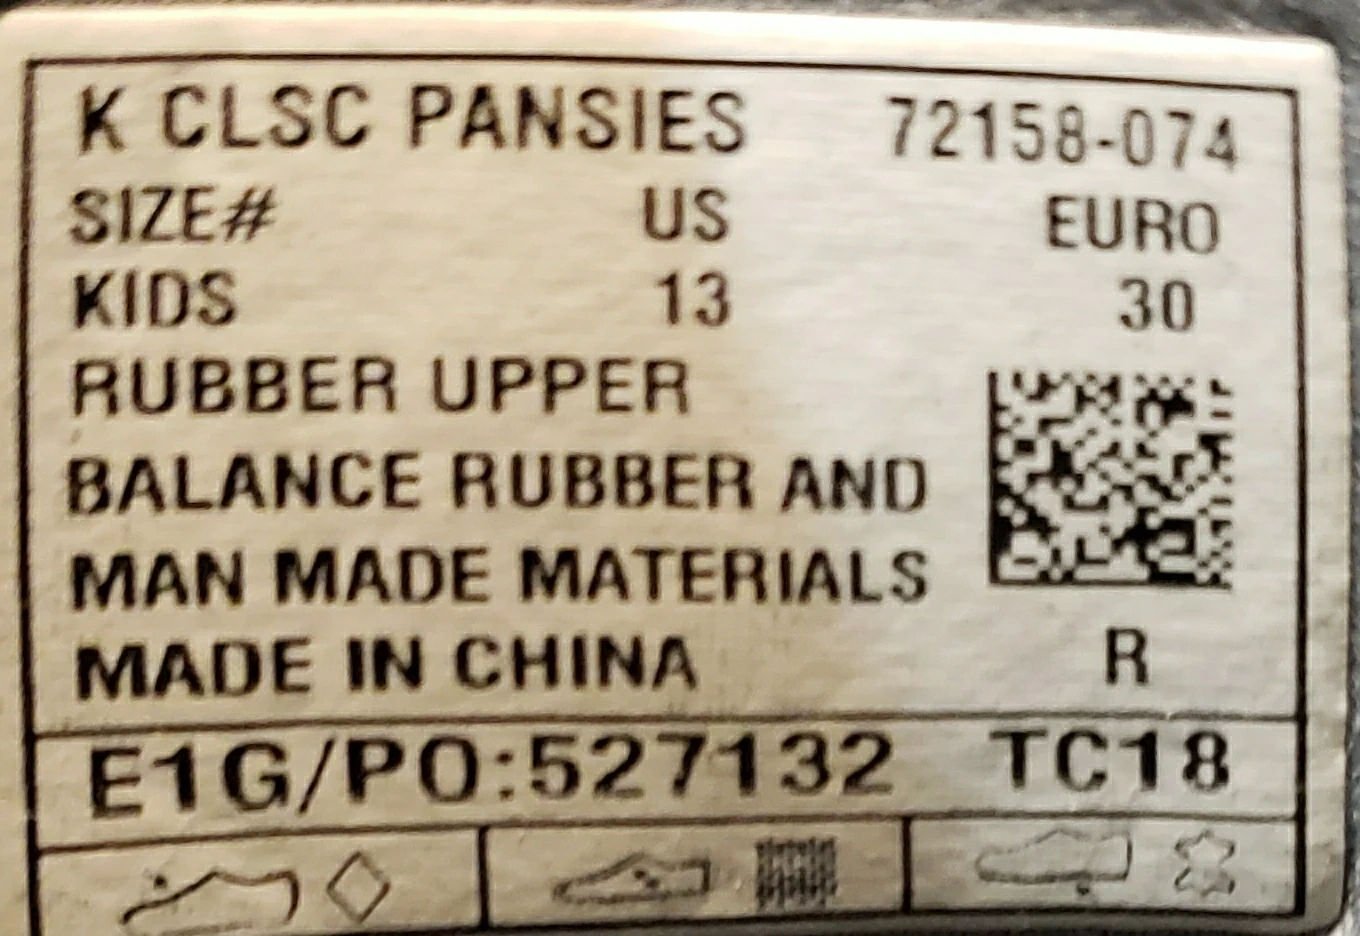 K CLSC PANSIES 72158-074
SIZE# US EURO
KIDS 13 30
RUBBER UPPER
BALANCE RUBBER AND
MAN MADE MATERIALS
MADE IN CHINA R
E1G/PO:527132 TC18